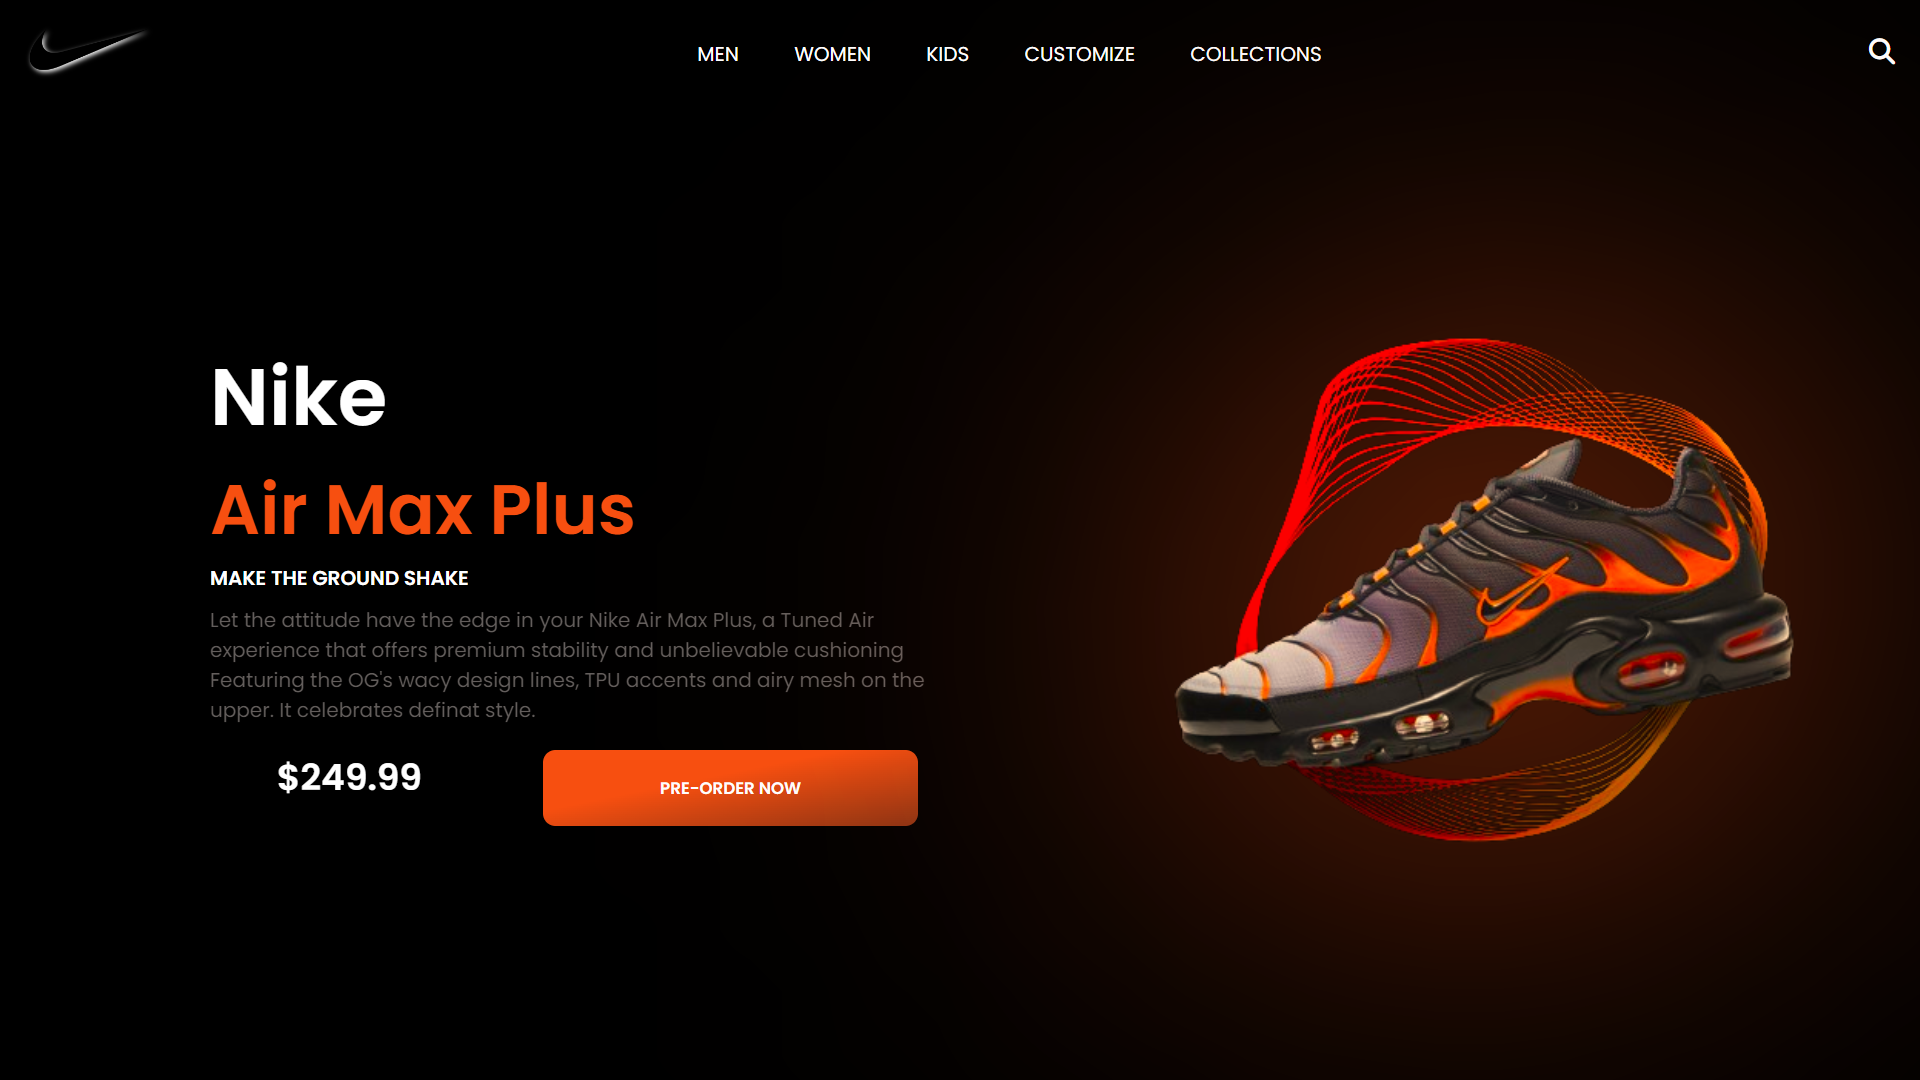 MEN WOMEN KIDS CUSTOMIZE COLLECTIONS
Nike
Air Max Plus
MAKE THE GROUND SHAKE
Let the attitude have the edge in your Nike Air Max Plus, a Tuned Air
experience that offers premium stability and unbelievable cushioning
Featuring the OG's wacy design lines, TPU accents and airy mesh on the
upper. It celebrates definat style.
$249.99
PRE-ORDER NOW